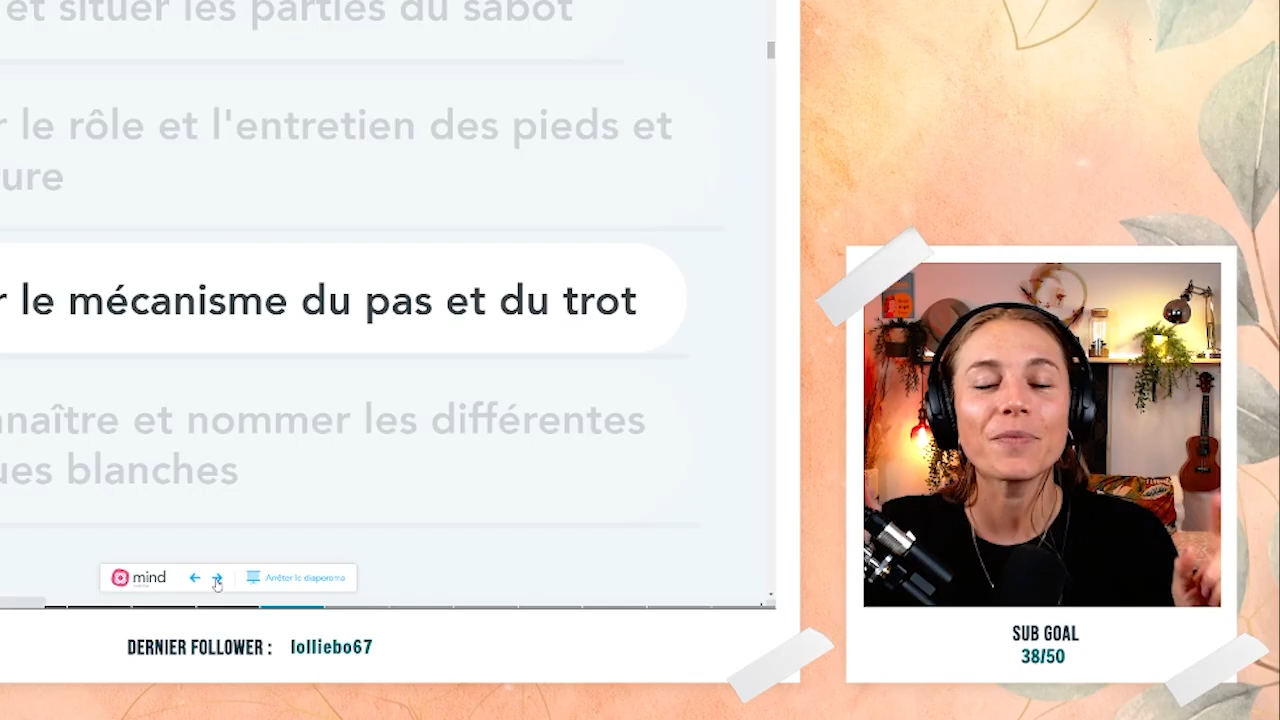 et situer les parties du sabot
r le rôle et l'entretien des pieds et
ure
r le mécanisme du pas et du trot
naître et nommer les différentes
ues blanches
mind
Arrêter le diaporama
DERNIER FOLLOWER : lolliebo67
SUB GOAL
38/50